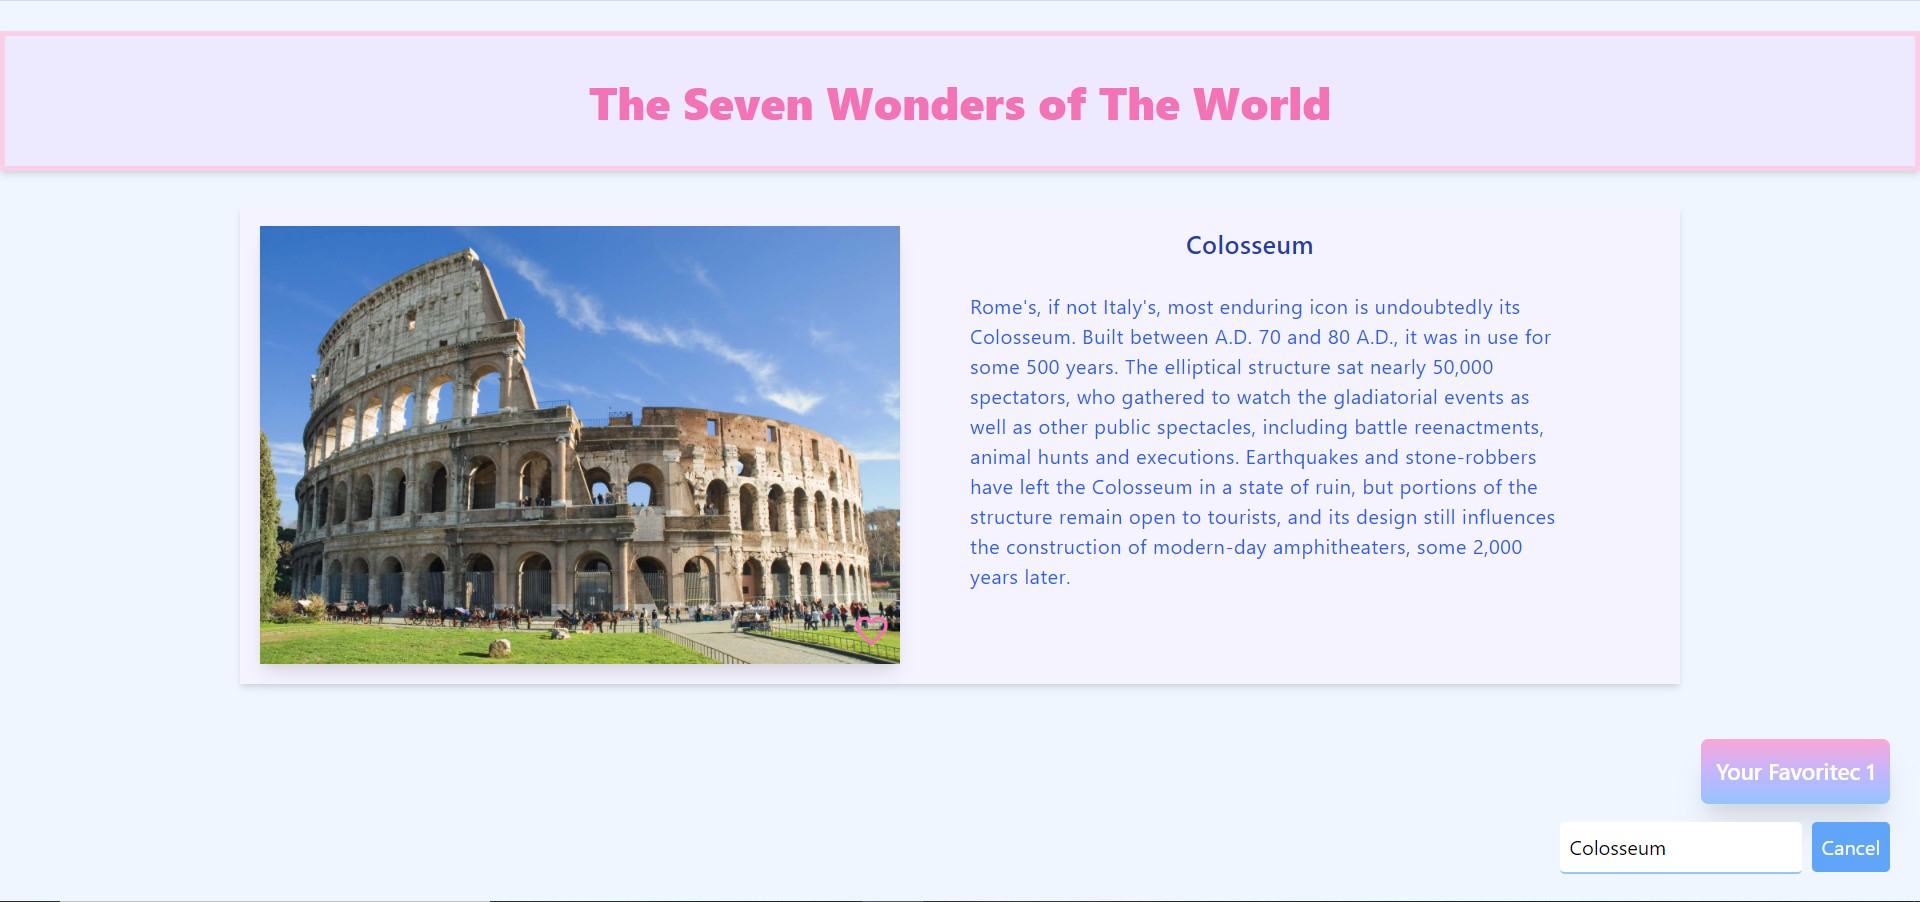 The Seven Wonders of The World
Colosseum
Rome's, if not Italy's, most enduring icon is undoubtedly its
Colosseum. Built between A.D. 70 and 80 A.D., it was in use for
some 500 years. The elliptical structure sat nearly 50,000
spectators, who gathered to watch the gladiatorial events as
well as other public spectacles, including battle reenactments,
animal hunts and executions. Earthquakes and stone-robbers
have left the Colosseum in a state of ruin, but portions of the
structure remain open to tourists, and its design still influences
the construction of modern-day amphitheaters, some 2,000
years later.
Your Favoritec 1
Colosseum
Cancel